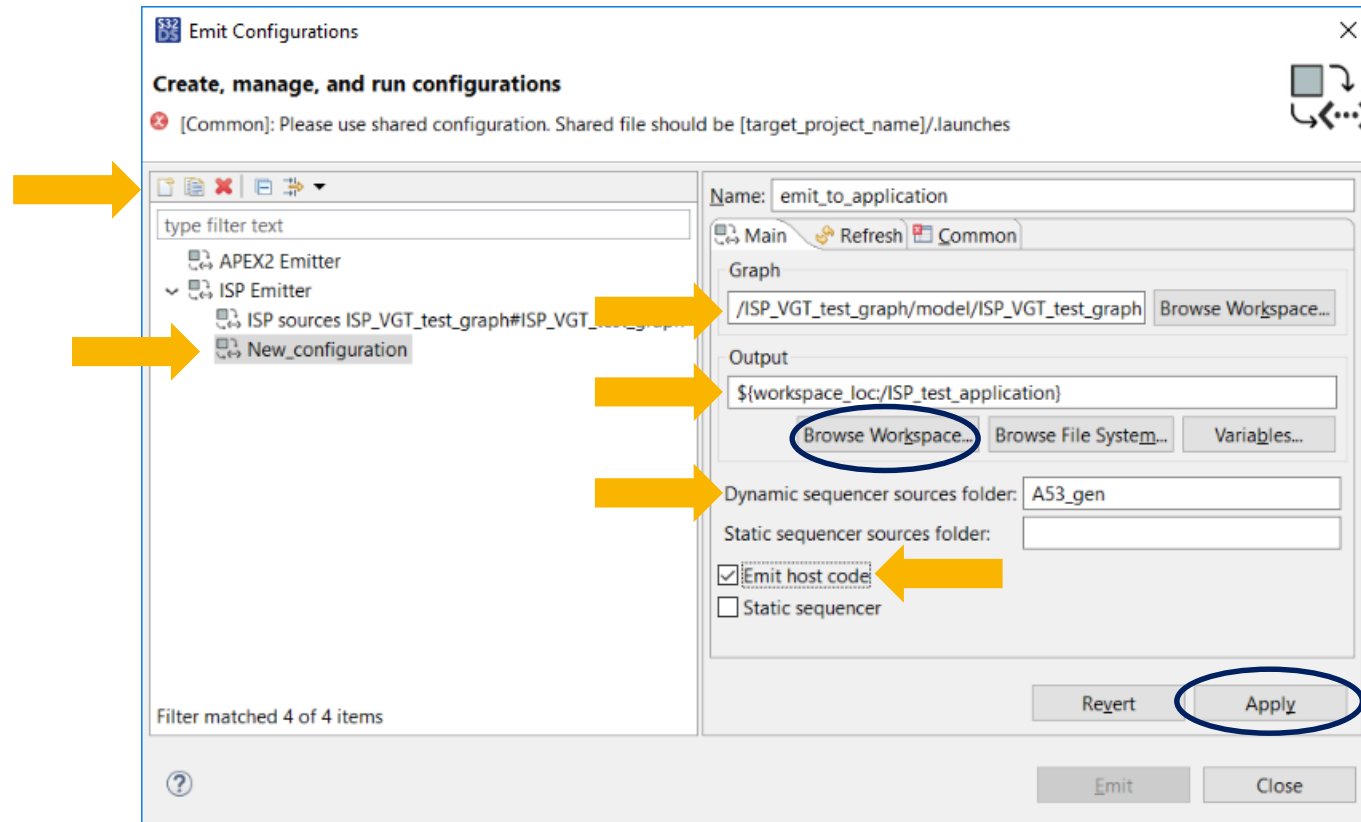 S32
DS
Emit Configurations
Create, manage, and run configurations
[Common]: Please use shared configuration. Shared file should be [target_project_name]/.launches
type filter text
APEX2 Emitter
ISP Emitter
ISP sources ISP_VGT_test_graph#ISP_VGT_
New_configuration
Filter matched 4 of 4 items
Name: emit_to_application
Main Refresh Common
Graph
/ISP_VGT_test_graph/model/ISP_VGT_test_graph Browse Workspace...
Output
${workspace_loc:/ISP_test_application}
Browse Workspace... Browse File System... Variables...
Dynamic sequencer sources folder: A53_gen
Static sequencer sources folder:
Emit host code
Static sequencer
Revert Apply
Emit Close